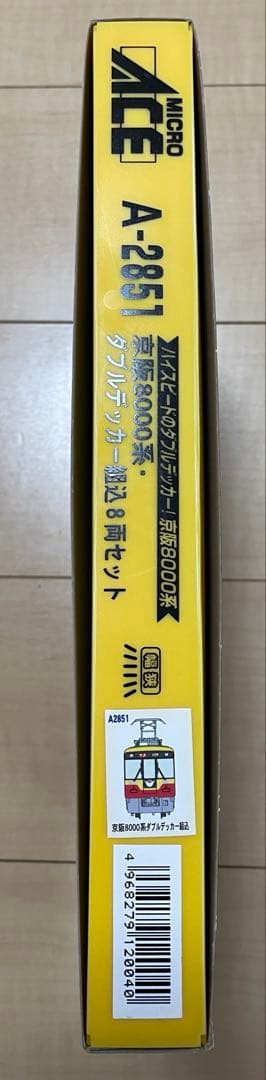 MICRO
ACE
A-2851
ハイスピードのダブルデッカー!京阪8000系
京阪8000系・
ダブルデッカー組込8両セット
幅狭
A2851
京阪8000系ダブルデッカー組込
4968279120040